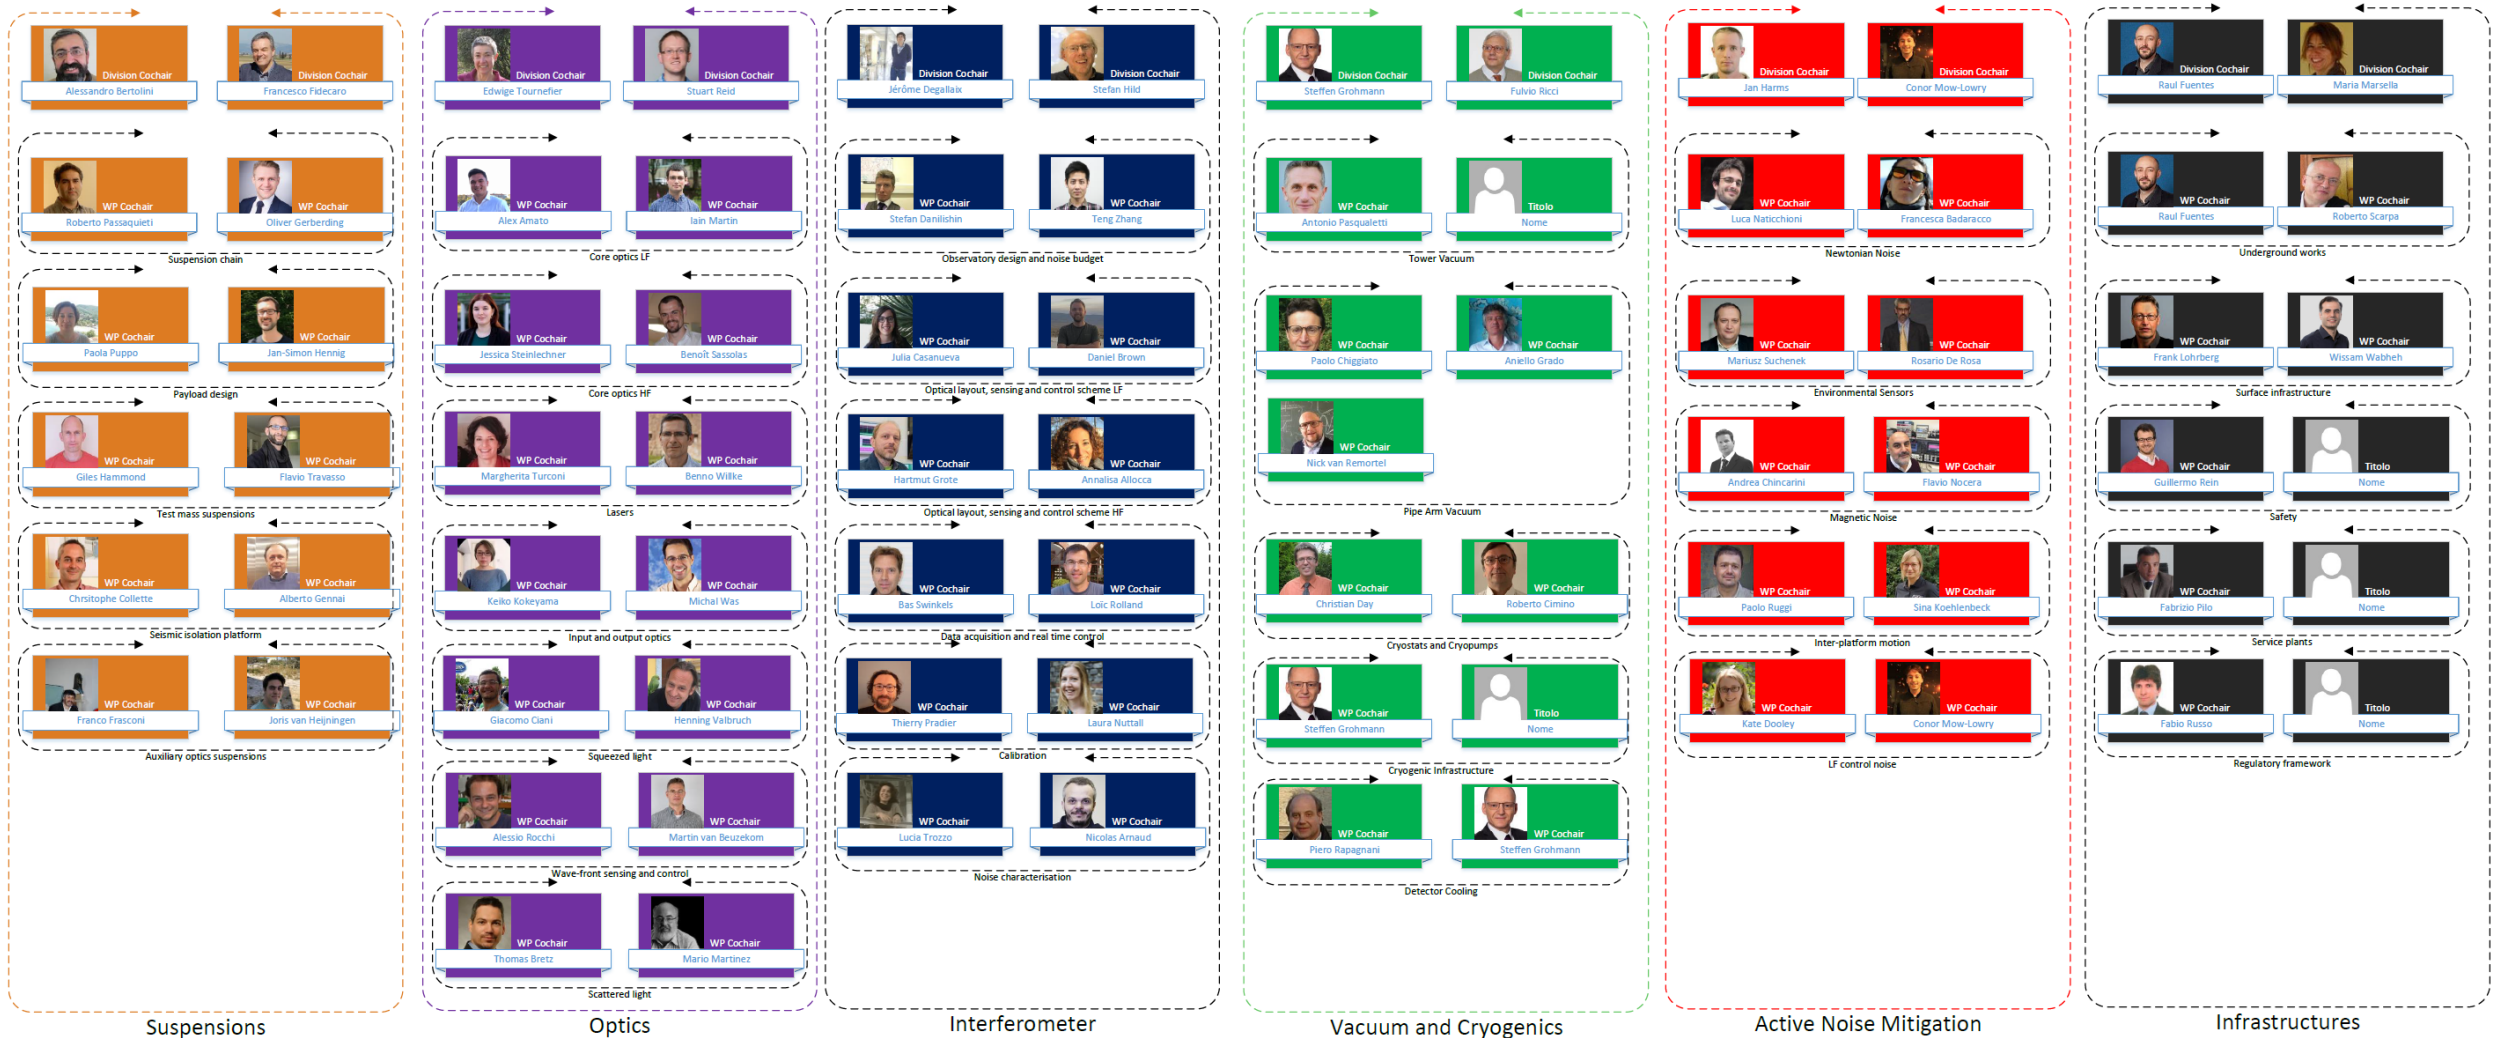 Division Cochair
Alessandro Bertolini
Division Cochair
Francesco Fidecaro
WP Cochair
Roberto Passaquieti
WP Cochair
Oliver Gerberding
Suspension chain
WP Cochair
Paola Puppo
WP Cochair
Jan-Simon Hennig
Payload design
WP Cochair
Giles Hammond
WP Cochair
Flavio Travasso
Test mass suspensions
WP Cochair
Chrsitophe Collette
WP Cochair
Alberto Gennai
Seismic isolation platform
WP Cochair
Franco Frasconi
WP Cochair
Joris van Heijningen
Auxiliary optics suspensions
Suspensions
Division Cochair
Edwige Tournefier
Division Cochair
Stuart Reid
WP Cochair
Alex Amato
WP Cochair
Iain Martin
Core optics LF
WP Cochair
Jessica Steinlechner
WP Cochair
Benoît Sassolas
Core optics HF
WP Cochair
Margherita Turconi
WP Cochair
Benno Willke
Lasers
WP Cochair
Keiko Kokeyama
WP Cochair
Michal Was
Input and output optics
WP Cochair
Giacomo Ciani
WP Cochair
Henning Valbruch
Squeezed light
WP Cochair
Alessio Rocchi
WP Cochair
Martin van Beuzekom
Wave-front sensing and control
WP Cochair
Thomas Bretz
WP Cochair
Mario Martinez
Scattered light
Optics
Division Cochair
Jérôme Degallaix
Division Cochair
Stefan Hild
WP Cochair
Stefan Danilishin
WP Cochair
Teng Zhang
Observatory design and noise budget
WP Cochair
Julia Casanueva
WP Cochair
Daniel Brown
Optical layout, sensing and control scheme LF
WP Cochair
Hartmut Grote
WP Cochair
Annalisa Allocca
Optical layout, sensing and control scheme HF
WP Cochair
Bas Swinkels
WP Cochair
Loïc Rolland
Data acquisition and real time control
WP Cochair
Thierry Pradier
WP Cochair
Laura Nuttall
Calibration
WP Cochair
Lucia Trozzo
WP Cochair
Nicolas Arnaud
Noise characterisation
Interferometer
Division Cochair
Steffen Grohmann
Division Cochair
Fulvio Ricci
WP Cochair
Antonio Pasqualetti
Titolo
Nome
Tower Vacuum
WP Cochair
Paolo Chiggiato
WP Cochair
Aniello Grado
WP Cochair
Nick van Remortel
Pipe Arm Vacuum
WP Cochair
Christian Day
WP Cochair
Roberto Cimino
Cryostats and Cryopumps
WP Cochair
Steffen Grohmann
Titolo
Nome
Cryogenic Infrastructure
WP Cochair
Piero Rapagnani
WP Cochair
Steffen Grohmann
Detector Cooling
Vacuum and Cryogenics
Division Cochair
Jan Harms
Division Cochair
Conor Mow-Lowry
WP Cochair
Luca Naticchioni
WP Cochair
Francesca Badaracco
Newtonian Noise
WP Cochair
Mariusz Suchenek
WP Cochair
Rosario De Rosa
Environmental Sensors
WP Cochair
Andrea Chincarini
WP Cochair
Flavio Nocera
Magnetic Noise
WP Cochair
Paolo Ruggi
WP Cochair
Sina Koehlenbeck
Inter-platform motion
WP Cochair
Kate Dooley
WP Cochair
Conor Mow-Lowry
LF control noise
Active Noise Mitigation
Division Cochair
Raul Fuentes
Division Cochair
Maria Marsella
WP Cochair
Raul Fuentes
WP Cochair
Roberto Scarpa
Underground works
WP Cochair
Frank Lohrberg
WP Cochair
Wissam Wabheh
Surface infrastructure
WP Cochair
Guillermo Rein
Titolo
Nome
Safety
WP Cochair
Fabrizio Pilo
Titolo
Nome
Service plants
WP Cochair
Fabio Russo
Titolo
Nome
Regulatory framework
Infrastructures